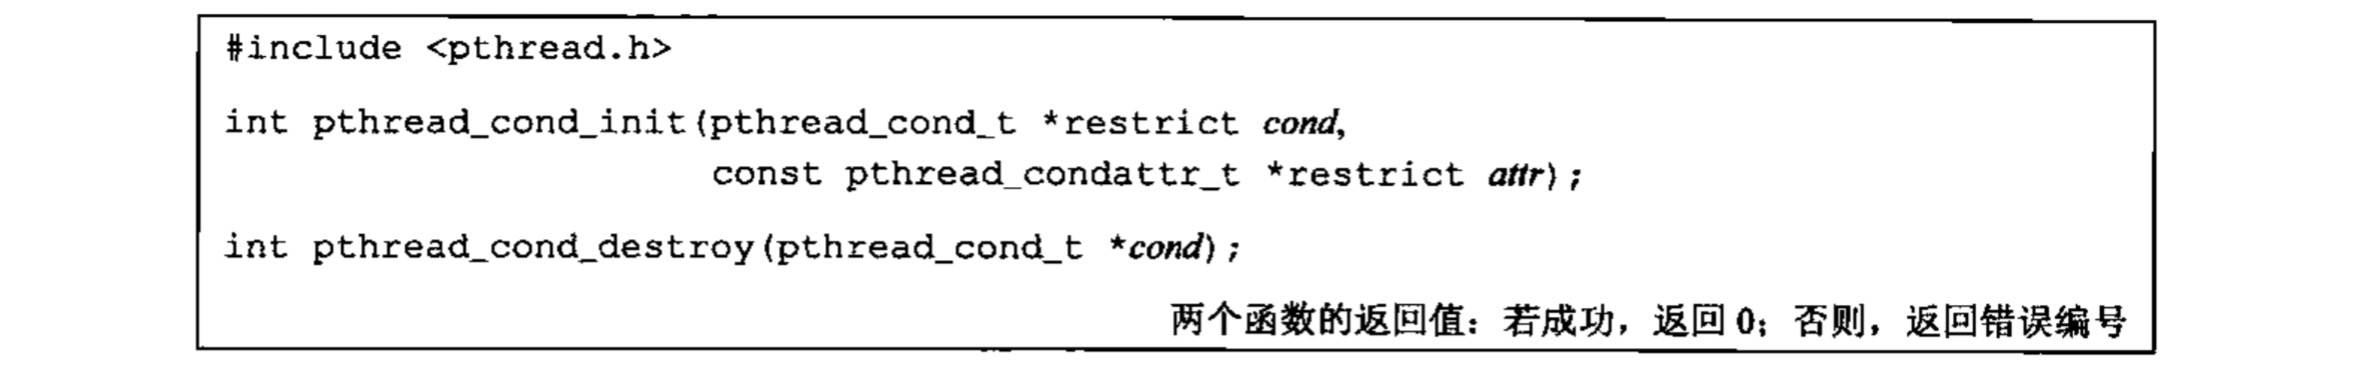 #include <pthread.h>
int pthread_cond_init(pthread_cond_t *restrict cond,
const pthread_condattr_t *restrict attr);
int pthread_cond_destroy(pthread_cond_t *cond);
两个函数的返回值：若成功，返回 0；否则，返回错误编号